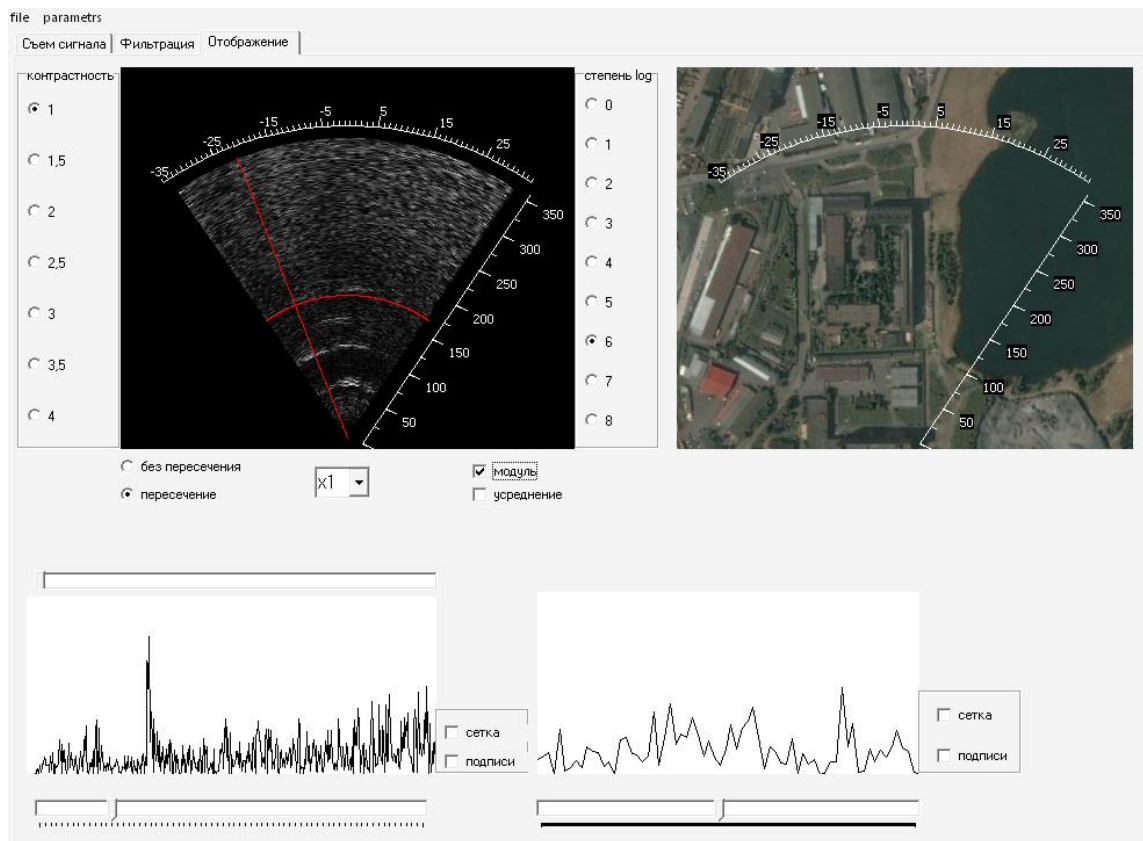 file parametrs
Съем сигнала Фильтрация Отображение
контрастность
1
1,5
2
2,5
3
3,5
4
-35 -25 -15 -5 5 15 25
350
300
250
200
150
100
50
степень log
0
1
2
3
4
5
6
7
8
-35 -25 -15 -5 5 15 25
350
300
250
200
150
100
50
без пересечения
пересечение
x1
модуль
усреднение
сетка
подписи
сетка
подписи